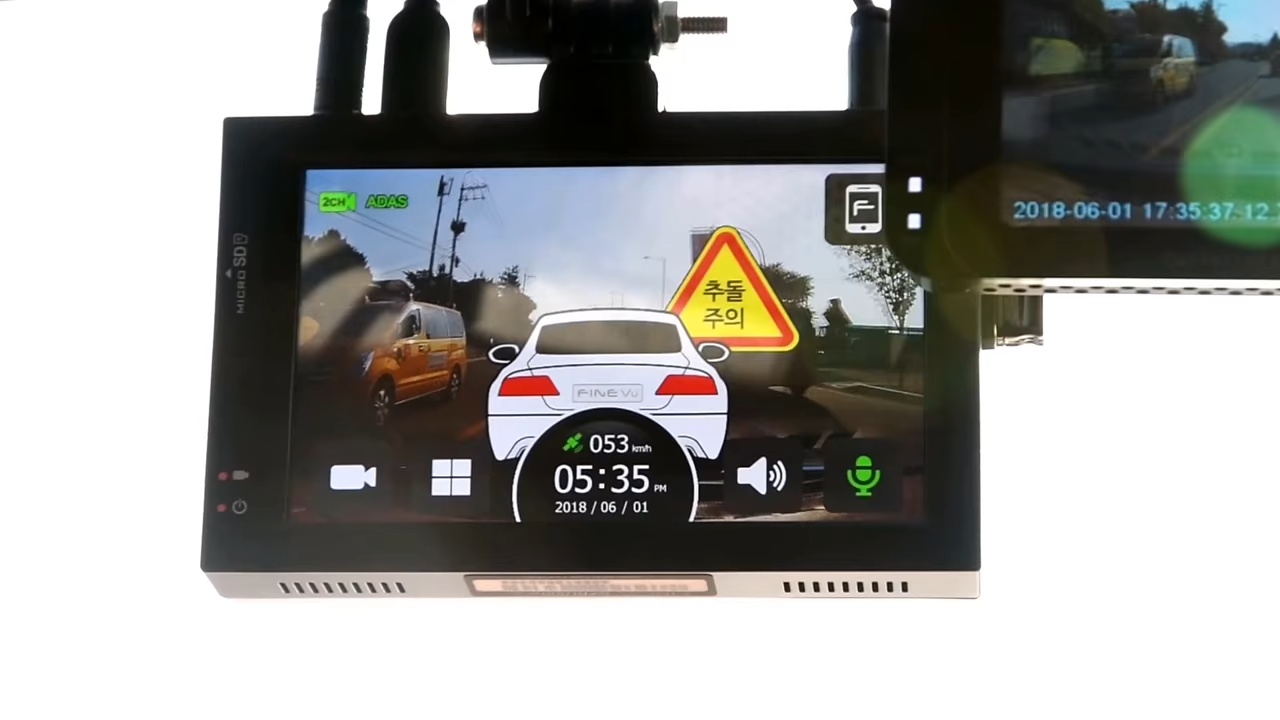 2CH ADAS
F
추돌
주의
FINEVu
053 km/h
05:35 PM
2018 / 06 / 01
MICRO SD
2018-06-01 17:35:37.12